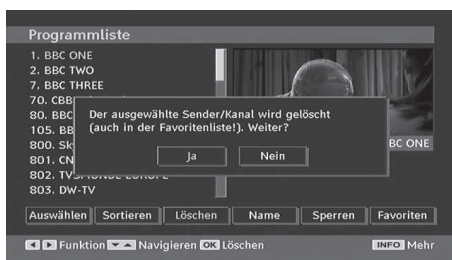 Programmliste
1. BBC ONE
2. BBC TWO
7. BBC THREE
70. CBB
80. BBC
105. BB
800. Sk
801. CN
802. TV5MONDE EUROPE
803. DW-TV
BC ONE
Der ausgewählte Sender/Kanal wird gelöscht
(auch in der Favoritenliste!). Weiter?
Ja Nein
Auswählen Sortieren Löschen Name Sperren Favoriten
Funktion Navigieren OK Löschen INFO Mehr